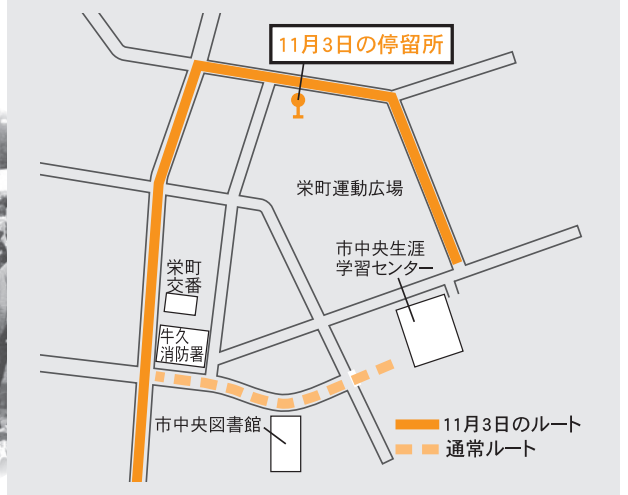 11月3日の停留所
栄町運動広場
市中央生涯
学習センター
栄町
交番
牛久
消防署
市中央図書館
11月3日のルート
通常ルート